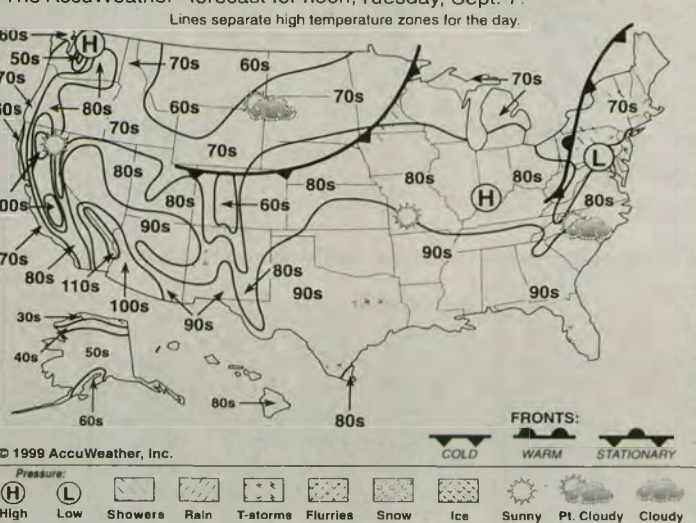 The AccuWeather® forecast for noon, Tuesday, Sept. 7.
Lines separate high temperature zones for the day.
60s
H
50s
70s
60s
70s
70s
60s
80s
60s
70s
70s
70s
70s
80s
L
80s
80s
80s
80s
80s
00s
60s
H
90s
90s
70s
80s
80s
110s
90s
90s
100s
30s
90s
40s
50s
80s
60s
80s
FRONTS:
COLD WARM STATIONARY
© 1999 AccuWeather, Inc.
Pressure:
H L
High Low Showers Rain T-storms Flurries Snow Ice Sunny Pt. Cloudy Cloudy